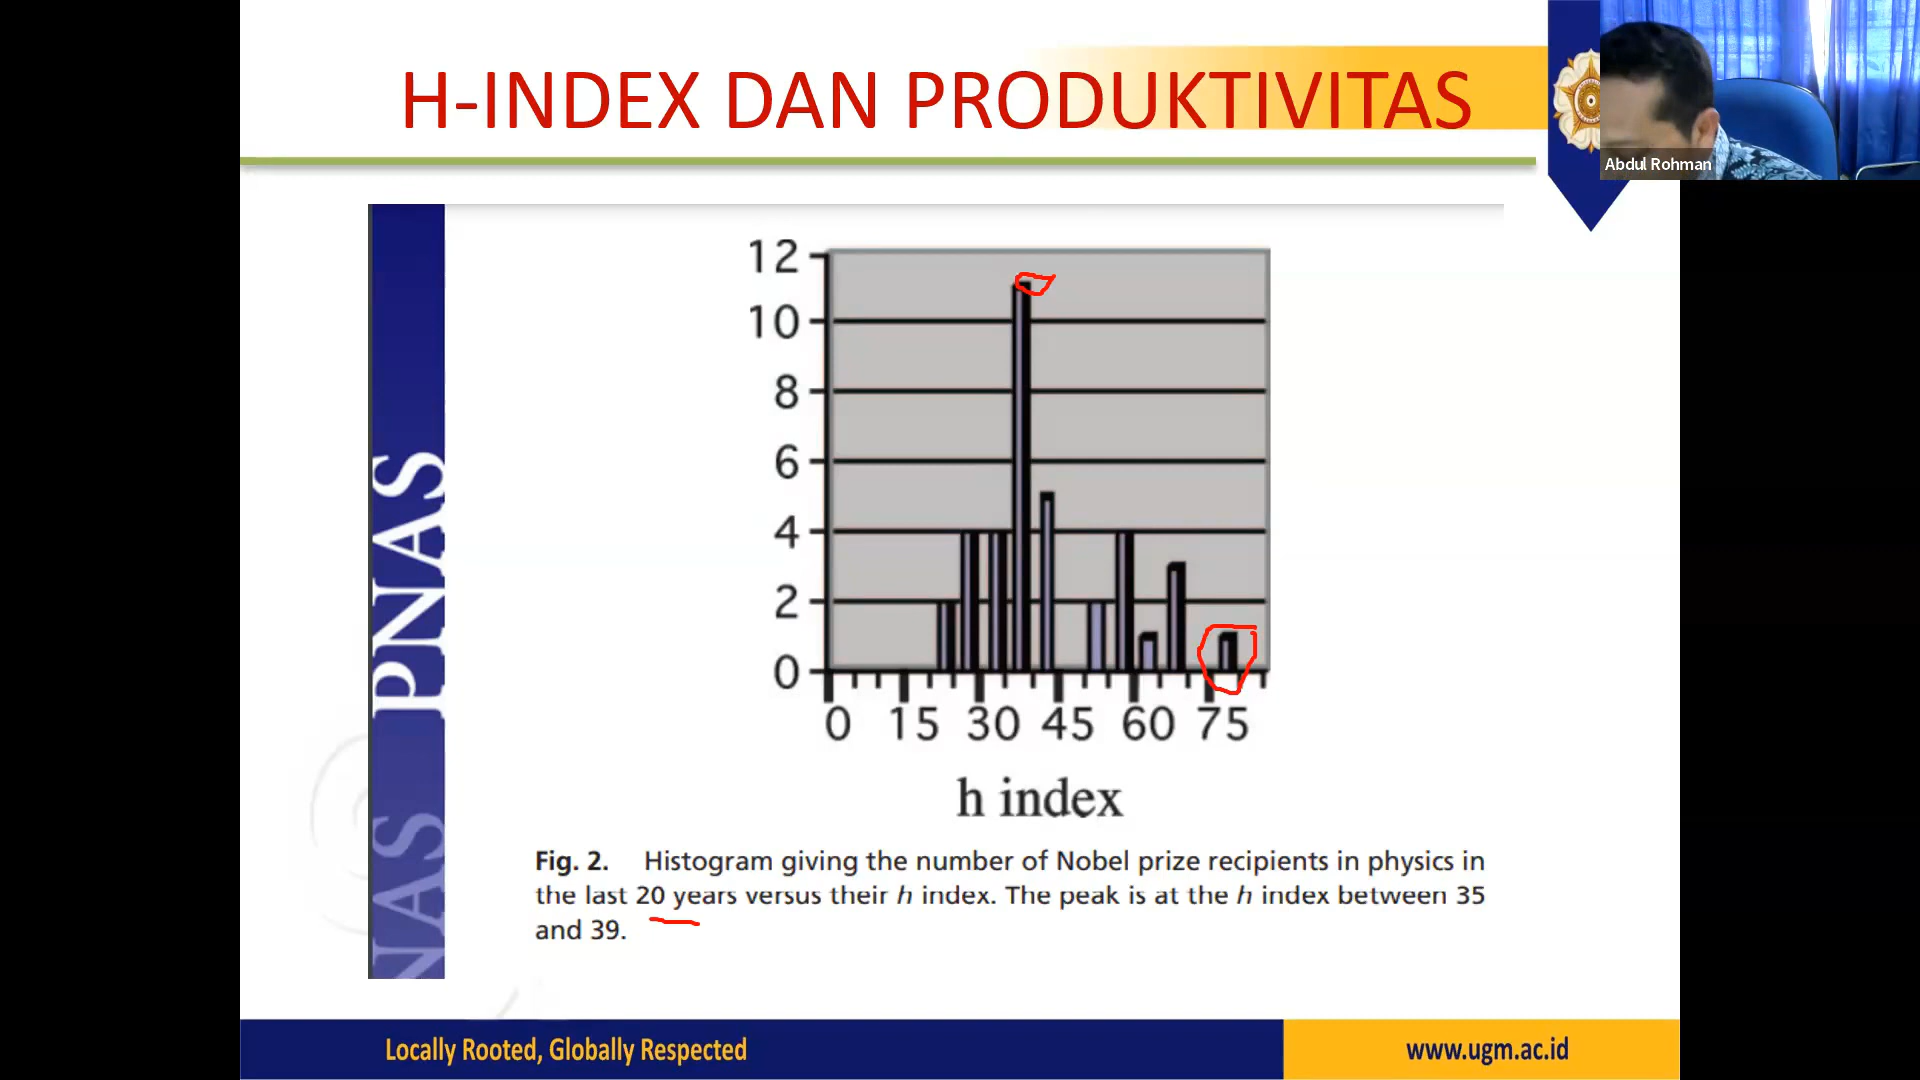 H-INDEX DAN PRODUKTIVITAS
Abdul Rohman
PNAS
NAS
12
10
8
6
4
2
0
0 15 30 45 60 75
h index
Fig. 2. Histogram giving the number of Nobel prize recipients in physics in
the last 20 years versus their h index. The peak is at the h index between 35
and 39.
Locally Rooted, Globally Respected
www.ugm.ac.id